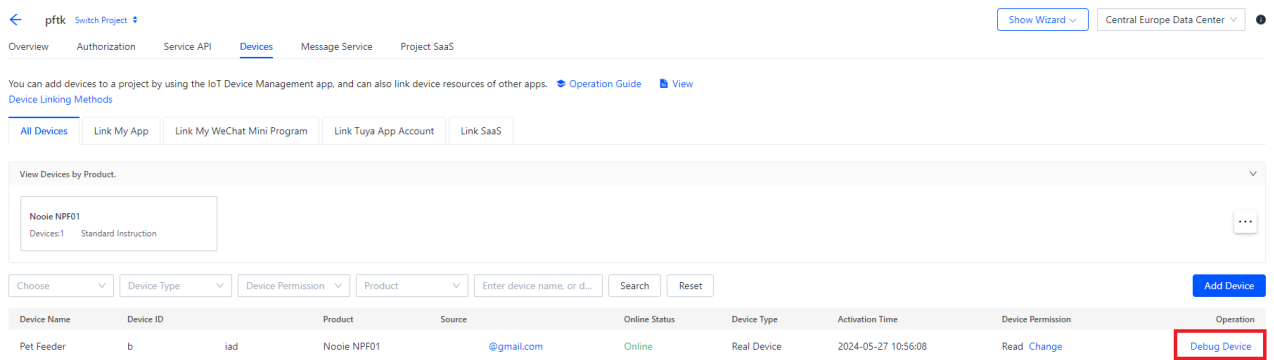 pftk Switch Project Show Wizard Central Europe Data Center
Overview Authorization Service API Devices Message Service Project SaaS
You can add devices to a project by using the IoT Device Management app, and can also link device resources of other apps. Operation Guide View
Device Linking Methods
All Devices Link My App Link My WeChat Mini Program Link Tuya App Account Link SaaS
View Devices by Product.
Nooie NPF01
Devices:1 Standard Instruction
...
Choose Device Type Device Permission Product Enter device name, or d... Search Reset Add Device
Device Name Device ID Product Source Online Status Device Type Activation Time Device Permission Operation
Pet Feeder b iad Nooie NPF01 @gmail.com Online Real Device 2024-05-27 10:56:08 Read Change Debug Device